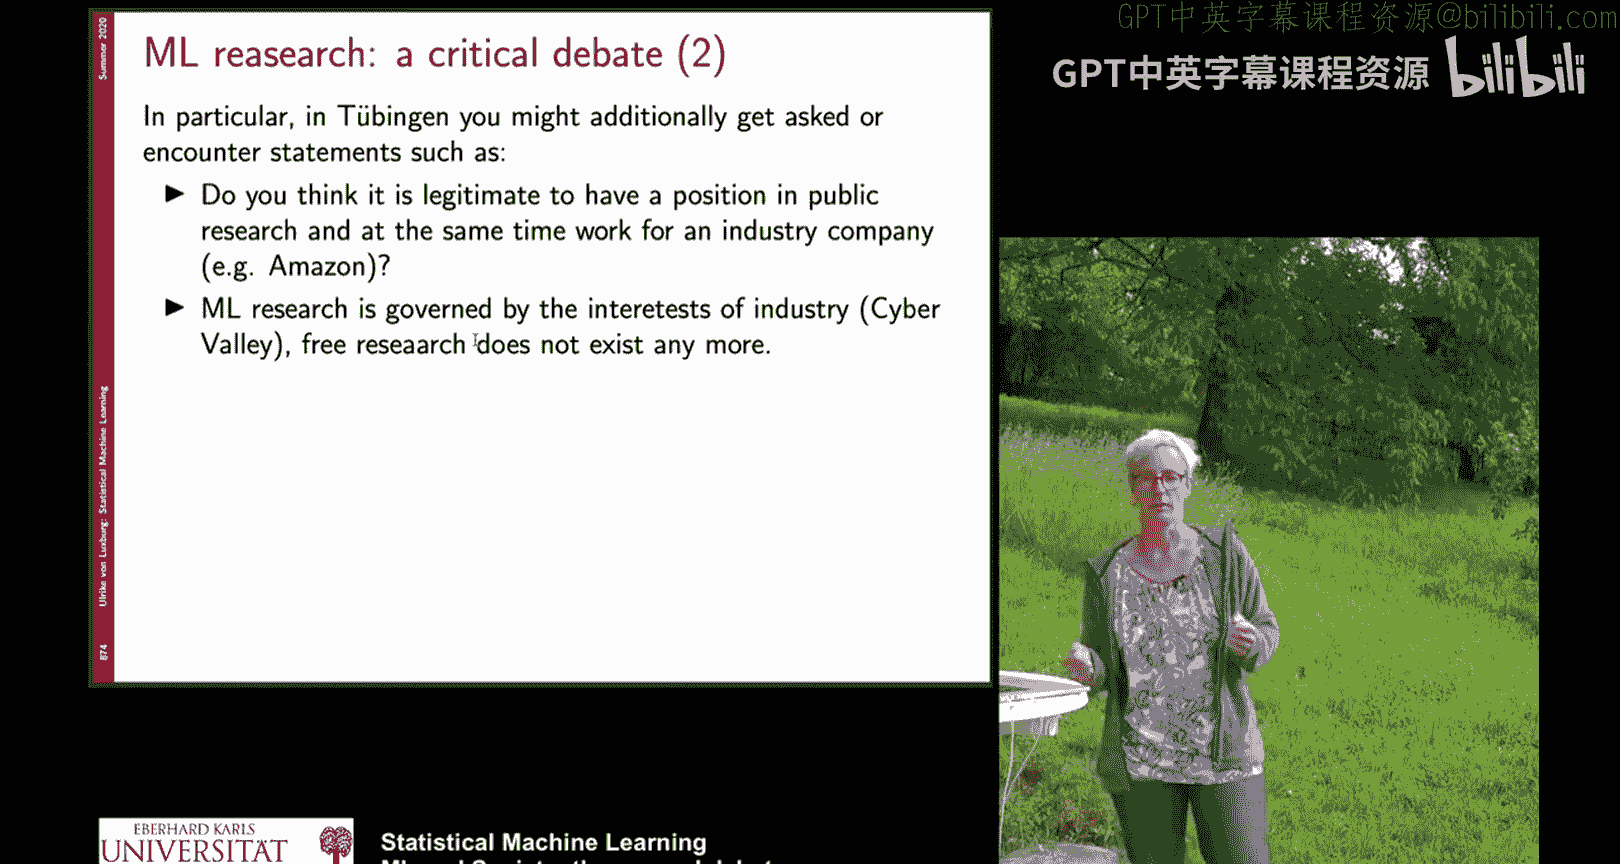 GPT中英字幕课程资源@bilibili.com
GPT中英字幕课程资源 bilibili
Summer 2020
ML reasearch: a critical debate (2)
In particular, in Tübingen you might additionally get asked or
encounter statements such as:
► Do you think it is legitimate to have a position in public
research and at the same time work for an industry company
(e.g. Amazon)?
► ML research is governed by the interetests of industry (Cyber
Valley), free reseaarch does not exist any more.
Ulrike von Luxburg: Statistical Machine Learning
874
EBERHARD KARLS
UNIVERSITÄT
Statistical Machine Learning